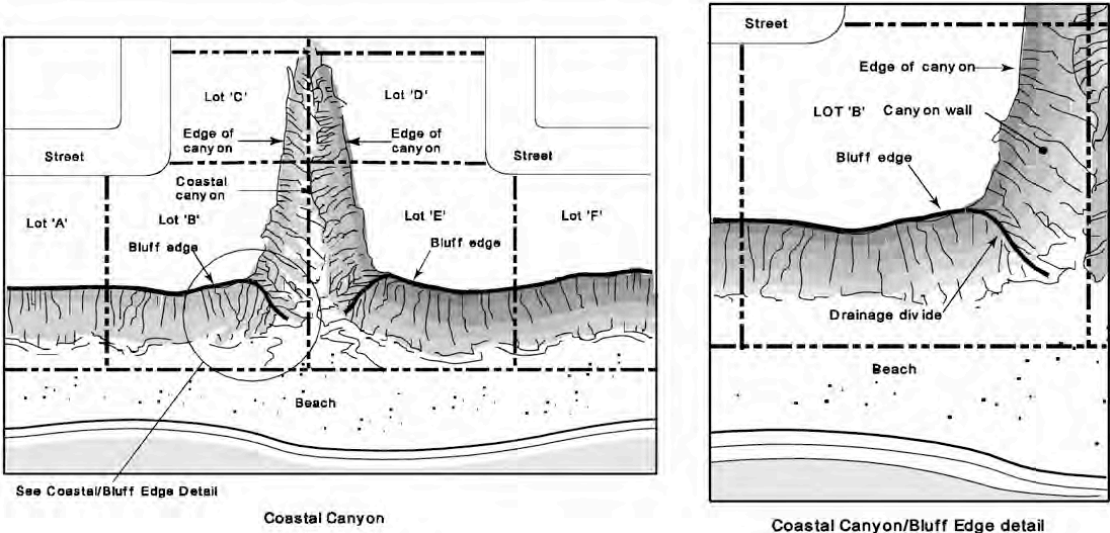 Lot 'C'
Lot 'D'
Edge of
canyon
Edge of
canyon
Street
Street
Coastal
canyon
Lot 'A'
Lot 'B'
Lot 'E'
Lot 'F'
Bluff edge
Bluff edge
Beach
See Coastal/Bluff Edge Detail
Coastal Canyon
Street
Edge of canyon
LOT 'B'
Canyon wall
Bluff edge
Drainage divide
Beach
Coastal Canyon/Bluff Edge detail